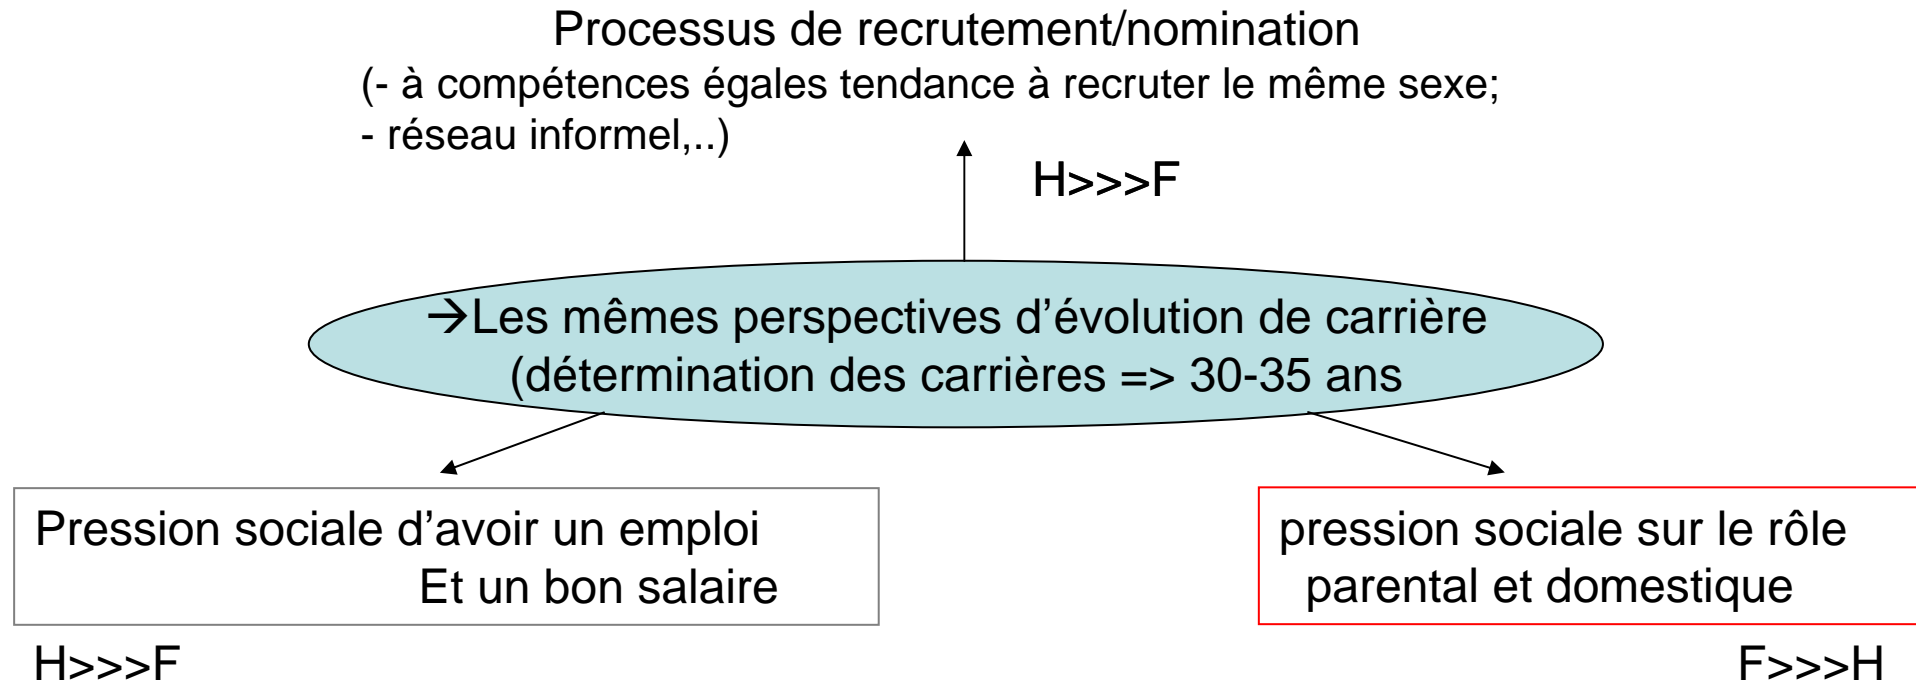 Processus de recrutement/nomination
(- à compétences égales tendance à recruter le même sexe;
- réseau informel,..)
H>>>F
→Les mêmes perspectives d’évolution de carrière
(détermination des carrières => 30-35 ans
Pression sociale d’avoir un emploi
Et un bon salaire
pression sociale sur le rôle
parental et domestique
H>>>F
F>>>H